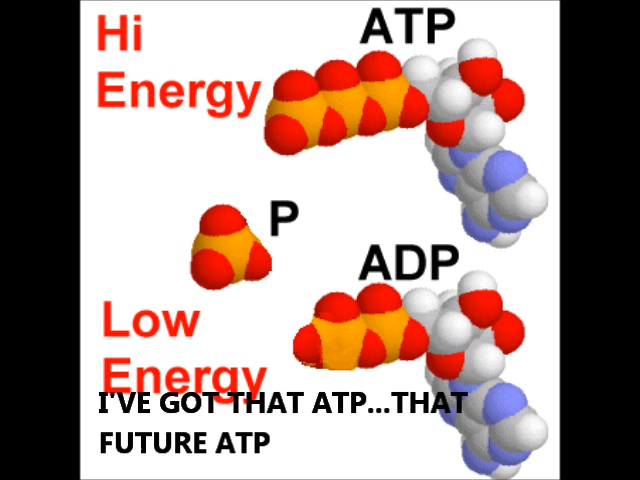 Hi
Energy
ATP
P
ADP
Low
Energy
I'VE GOT THAT ATP...THAT
FUTURE ATP